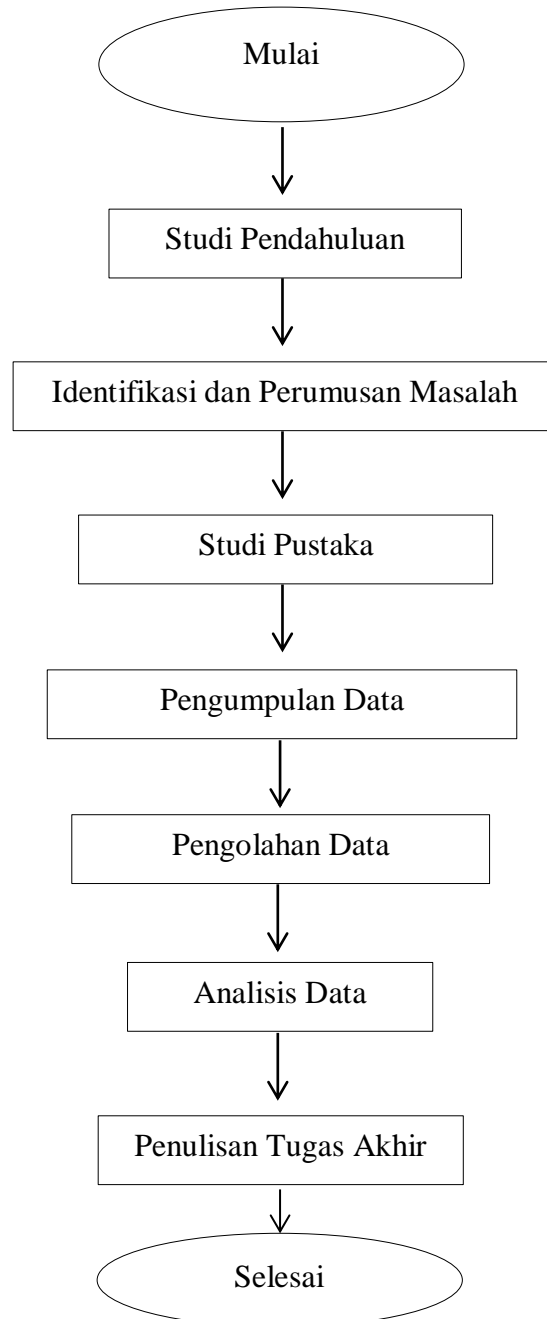 Mulai
Studi Pendahuluan
Identifikasi dan Perumusan Masalah
Studi Pustaka
Pengumpulan Data
Pengolahan Data
Analisis Data
Penulisan Tugas Akhir
Selesai